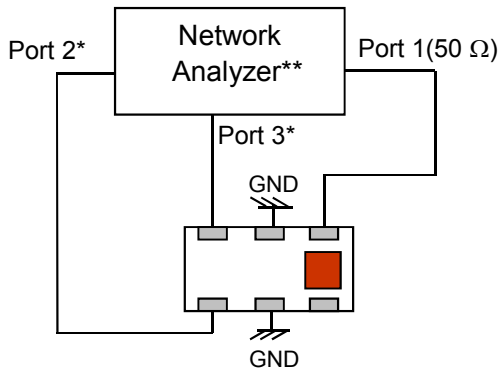 Network
Analyzer**
Port 2*
Port 1(50 Ω)
Port 3*
GND
GND